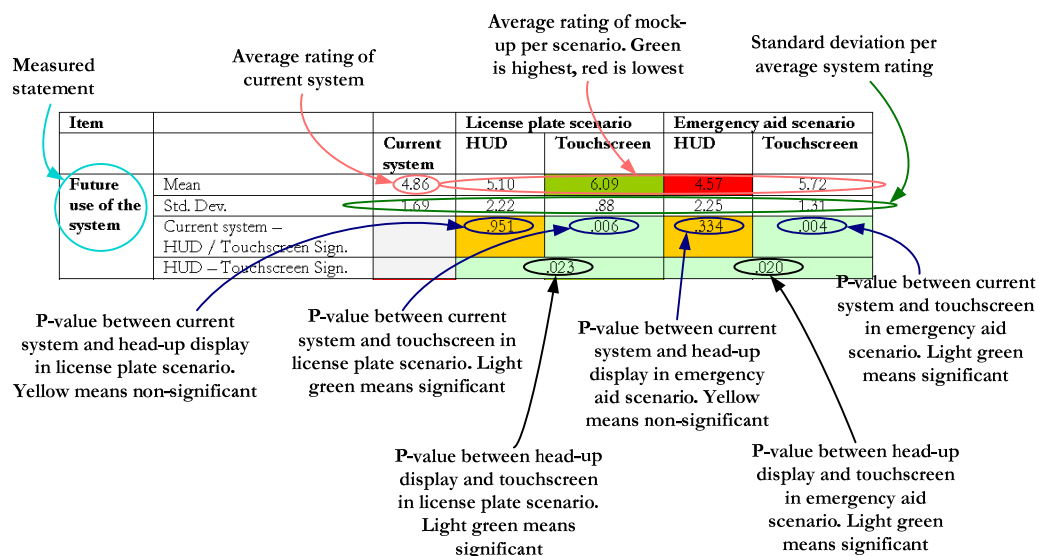 Measured
statement
Average rating of
current system
Average rating of mock-
up per scenario. Green
is highest, red is lowest
Standard deviation per
average system rating
Item License plate scenario Emergency aid scenario
Current
system HUD Touchscreen HUD Touchscreen
Future
use of the
system
Mean 4.86 5.10 6.09 4.57 5.72
Std. Dev. 1.69 2.22 .88 2.25 1.31
Current system –
HUD / Touchscreen Sign. .951 .006 .334 .004
HUD – Touchscreen Sign. .023 .020
P-value between current
system and head-up display
in license plate scenario.
Yellow means non-significant
P-value between current
system and touchscreen in
license plate scenario. Light
green means significant
P-value between current
system and head-up
display in emergency
aid scenario. Yellow
means non-significant
P-value between current
system and touchscreen
in emergency aid
scenario. Light green
means significant
P-value between head-up
display and touchscreen
in license plate scenario.
Light green means
significant
P-value between head-up
display and touchscreen
in emergency aid
scenario. Light green
means significant